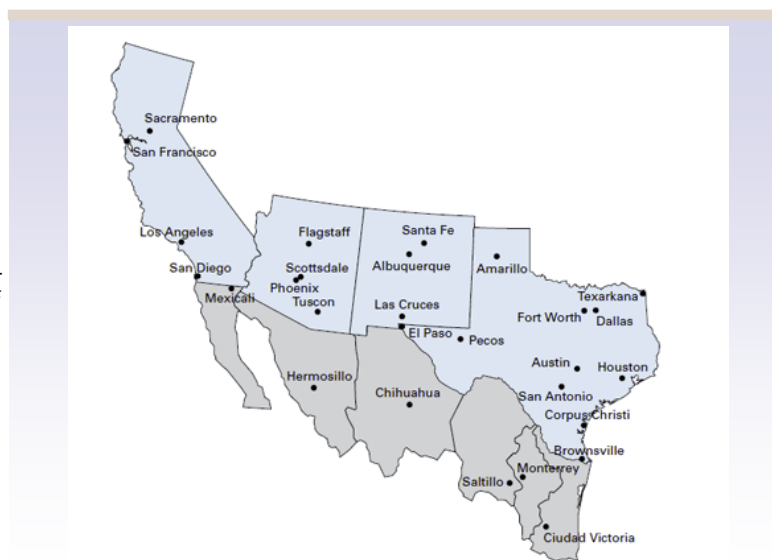 Sacramento
San Francisco
Los Angeles
Flagstaff
Santa Fe
Albuquerque
Amarillo
San Diego
Scottsdale
Phoenix
Mexicali
Tuscon
Las Cruces
El Paso
Pecos
Texarkana
Fort Worth
Dallas
Austin
Houston
San Antonio
Hermosillo
Chihuahua
Corpus Christi
Brownsville
Monterrey
Saltillo
Ciudad Victoria